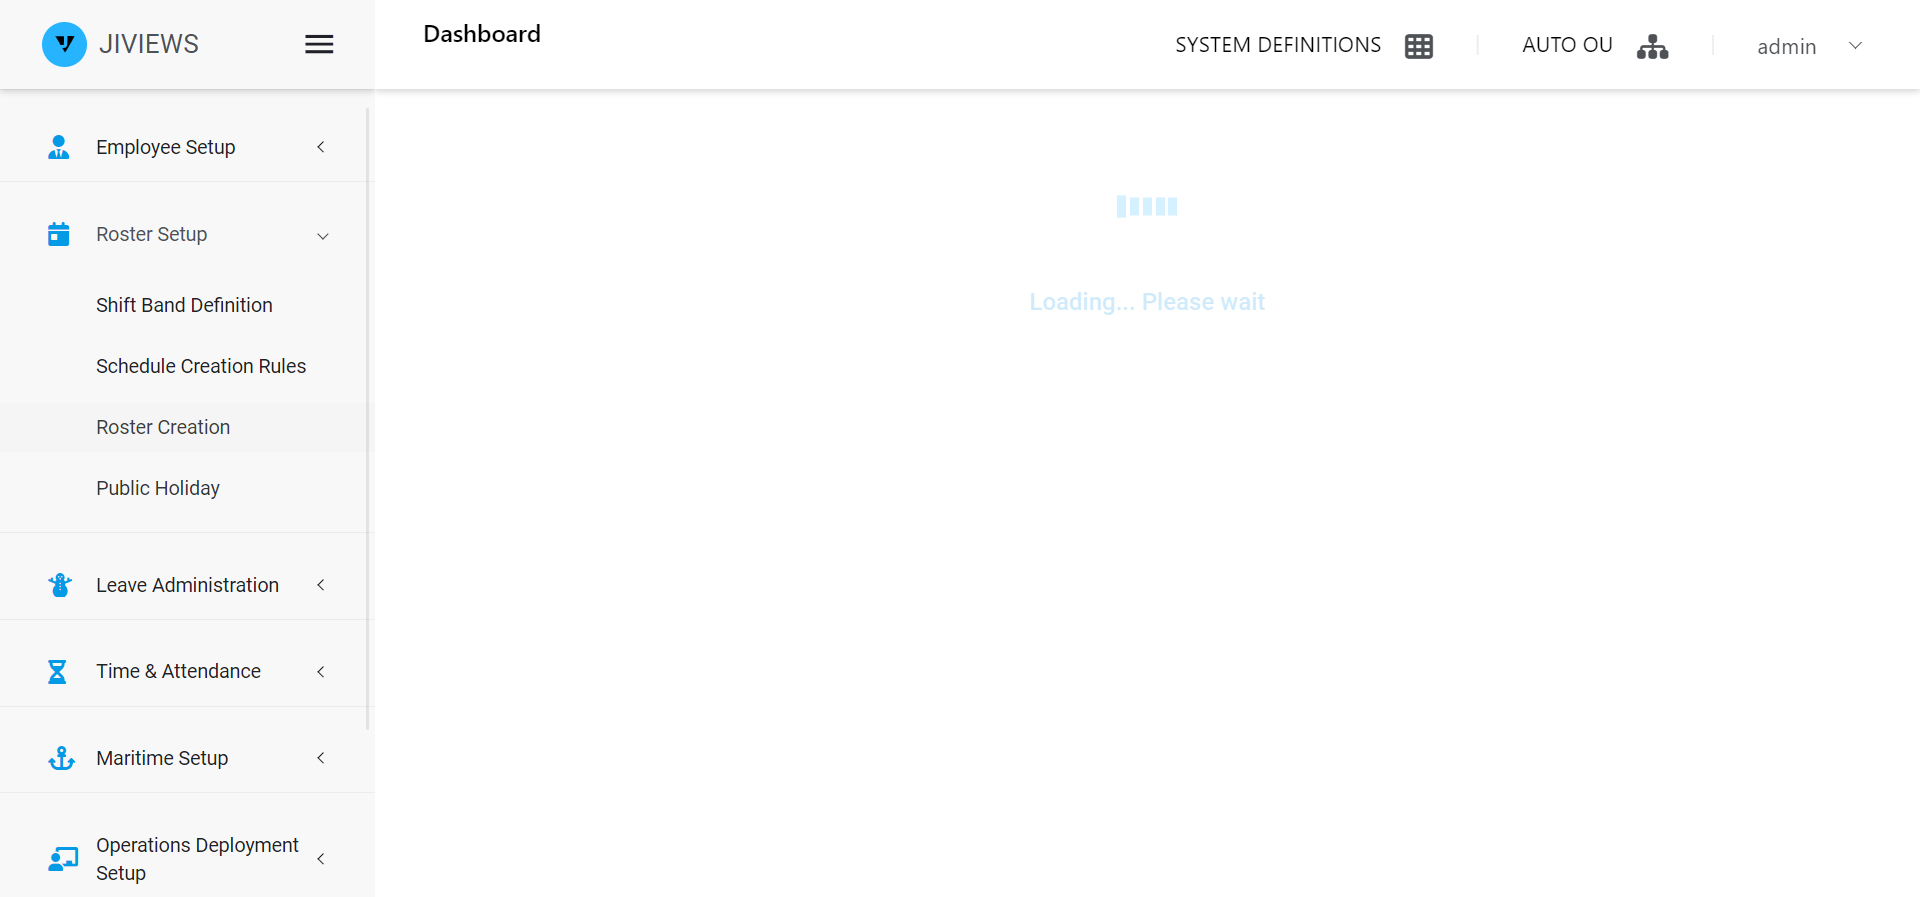 JIVIEWS
Dashboard
SYSTEM DEFINITIONS
AUTO OU
admin
Employee Setup
Roster Setup
Shift Band Definition
Schedule Creation Rules
Roster Creation
Public Holiday
Leave Administration
Time & Attendance
Maritime Setup
Operations Deployment
Setup
Loading... Please wait